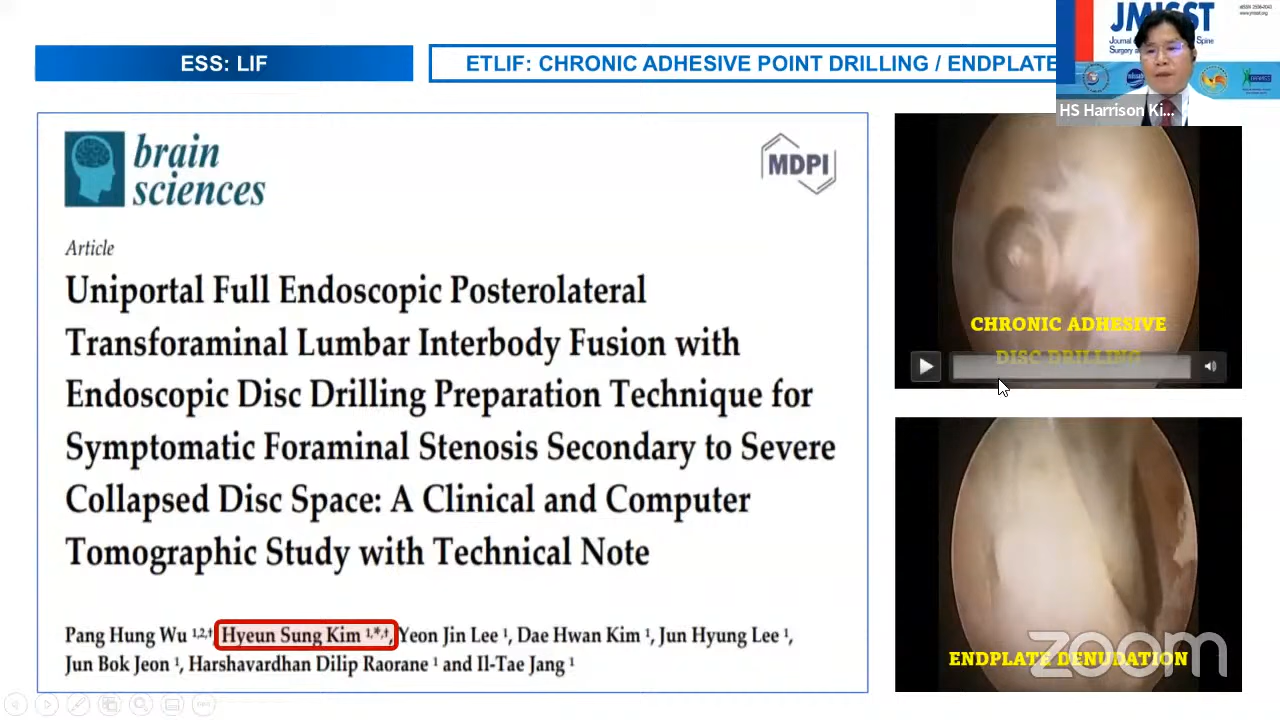 ESS: LIF
ETLIF: CHRONIC ADHESIVE POINT DRILLING / ENDPLATE
JMISST
HS Harrison Ki...
brain
sciences
MDPI
Article
Uniportal Full Endoscopic Posterolateral
Transforaminal Lumbar Interbody Fusion with
Endoscopic Disc Drilling Preparation Technique for
Symptomatic Foraminal Stenosis Secondary to Severe
Collapsed Disc Space: A Clinical and Computer
Tomographic Study with Technical Note
Pang Hung Wu 1,2,†, Hyeun Sung Kim 1,*,†, Yeon Jin Lee 1, Dae Hwan Kim 1, Jun Hyung Lee 1,
Jun Bok Jeon 1, Harshavardhan Dilip Raorane 1 and Il-Tae Jang 1
CHRONIC ADHESIVE
DISC DRILLING
ENDPLATE DENUDATION
zoom